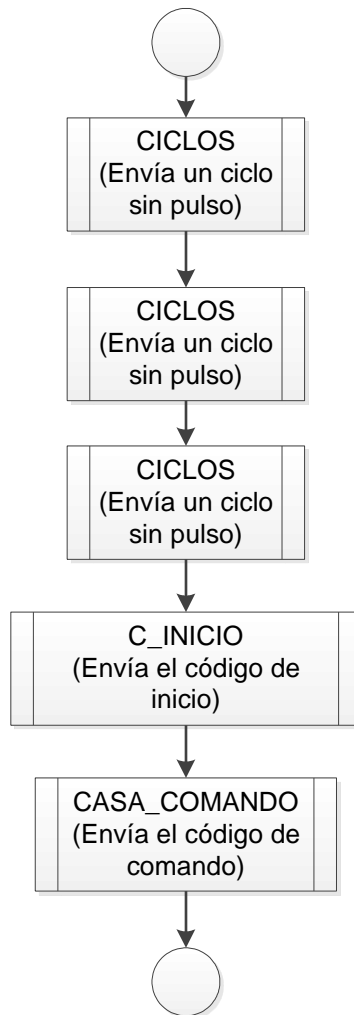 CICLOS
(Envía un ciclo
sin pulso)
CICLOS
(Envía un ciclo
sin pulso)
CICLOS
(Envía un ciclo
sin pulso)
C_INICIO
(Envía el código de
inicio)
CASA_COMANDO
(Envía el código de
comando)